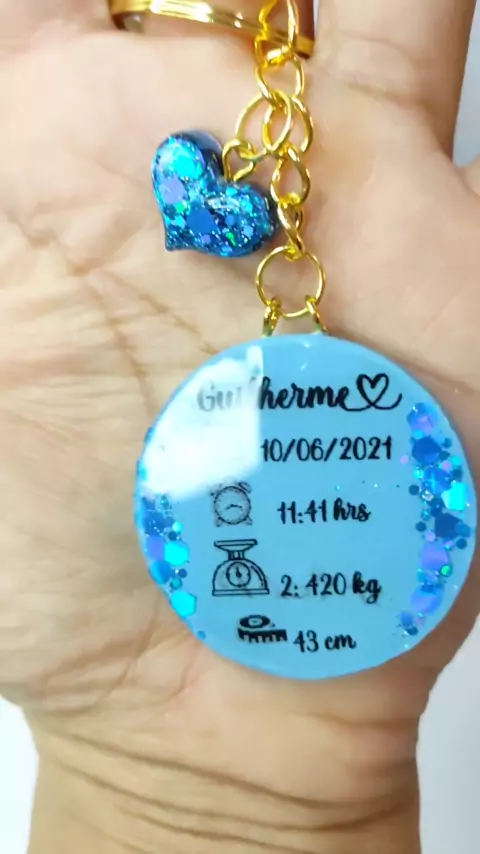 Guilherme
10/06/2021
11:41 hrs
2: 420 kg
43 cm